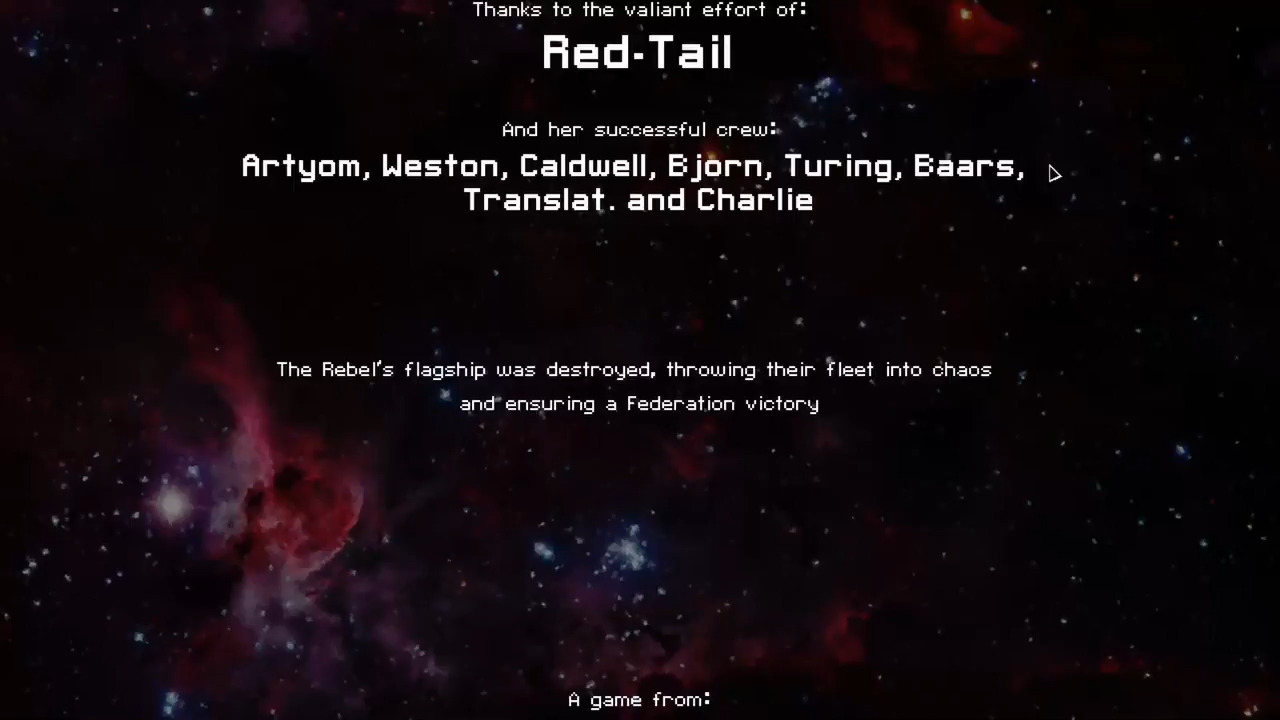 Thanks to the valiant effort of:
Red-Tail
And her successful crew:
Artyom, Weston, Caldwell, Bjorn, Turing, Baars,
Translat. and Charlie
The Rebel's flagship was destroyed, throwing their fleet into chaos
and ensuring a Federation victory
A game from: